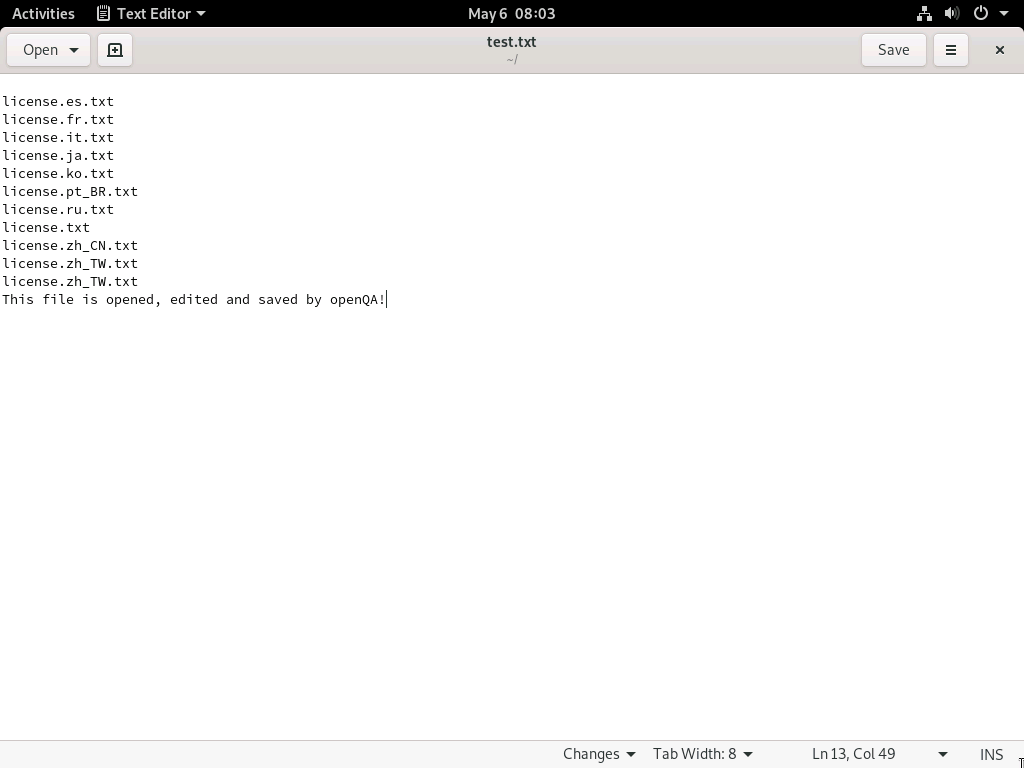 Activities Text Editor May 6 08:03
Open test.txt Save
~/
license.es.txt
license.fr.txt
license.it.txt
license.ja.txt
license.ko.txt
license.pt_BR.txt
license.ru.txt
license.txt
license.zh_CN.txt
license.zh_TW.txt
license.zh_TW.txt
This file is opened, edited and saved by openQA!
Changes Tab Width: 8 Ln 13, Col 49 INS